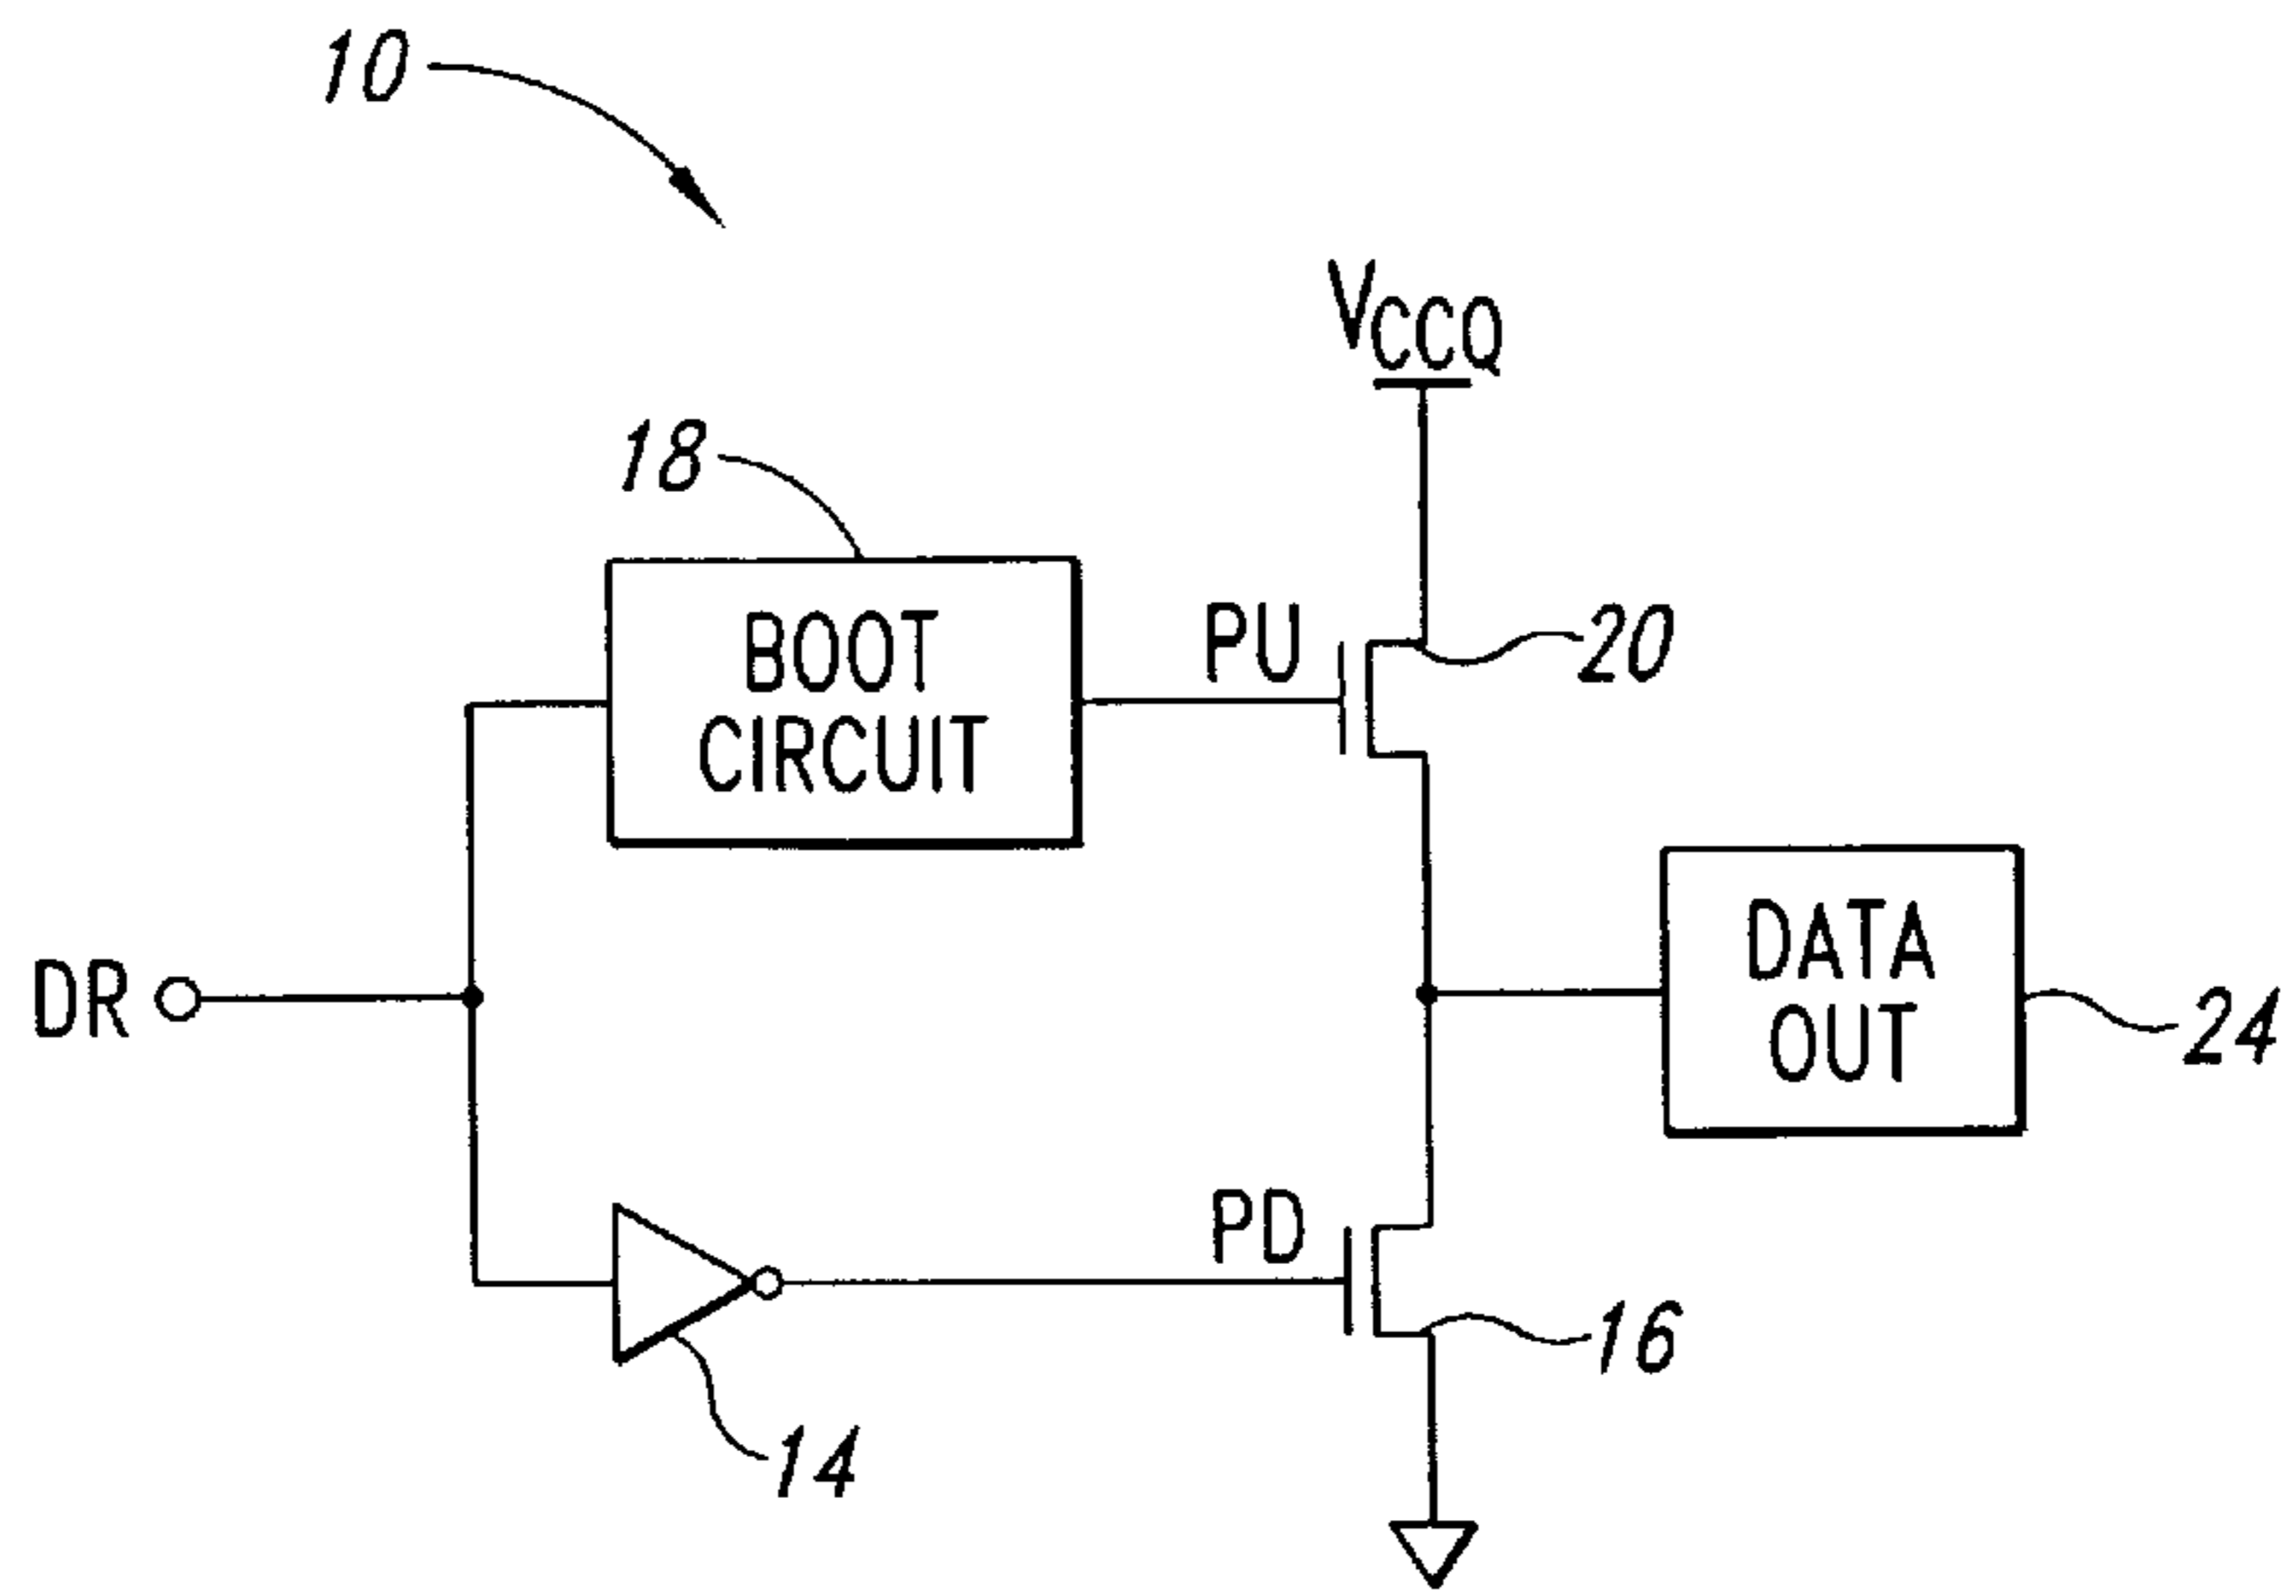 10
VCCQ
18
BOOT
CIRCUIT
PU
20
DR
DATA
OUT
24
PD
16
14